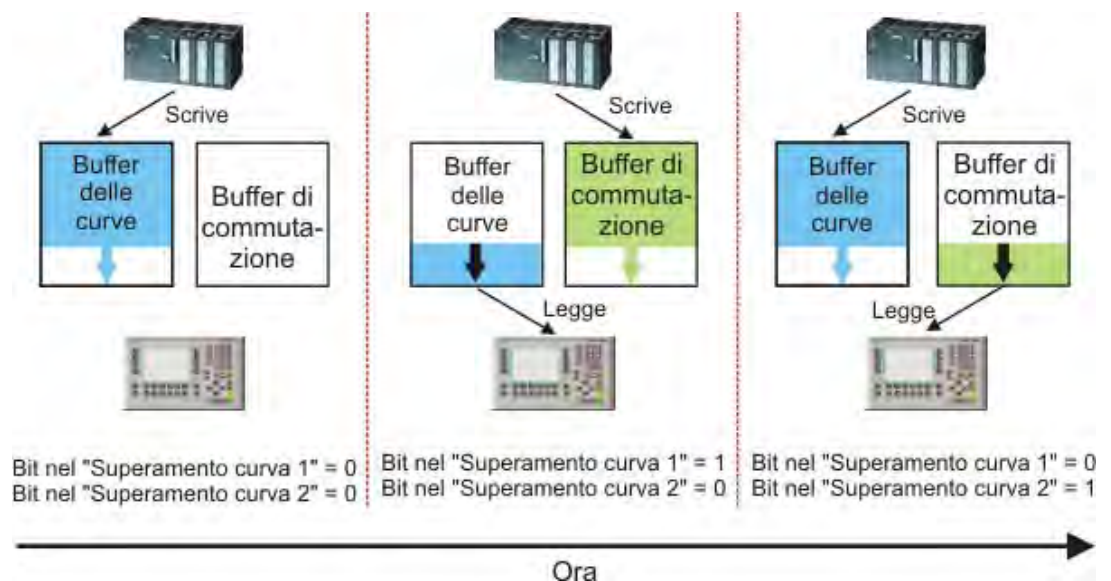 Scrive
Buffer
delle
curve
Buffer di
commuta-
zione
Bit nel "Superamento curva 1" = 0
Bit nel "Superamento curva 2" = 0
Scrive
Buffer
delle
curve
Buffer di
commuta-
zione
Legge
Bit nel "Superamento curva 1" = 1
Bit nel "Superamento curva 2" = 0
Scrive
Buffer
delle
curve
Buffer di
commuta-
zione
Legge
Bit nel "Superamento curva 1" = 0
Bit nel "Superamento curva 2" = 1
Ora